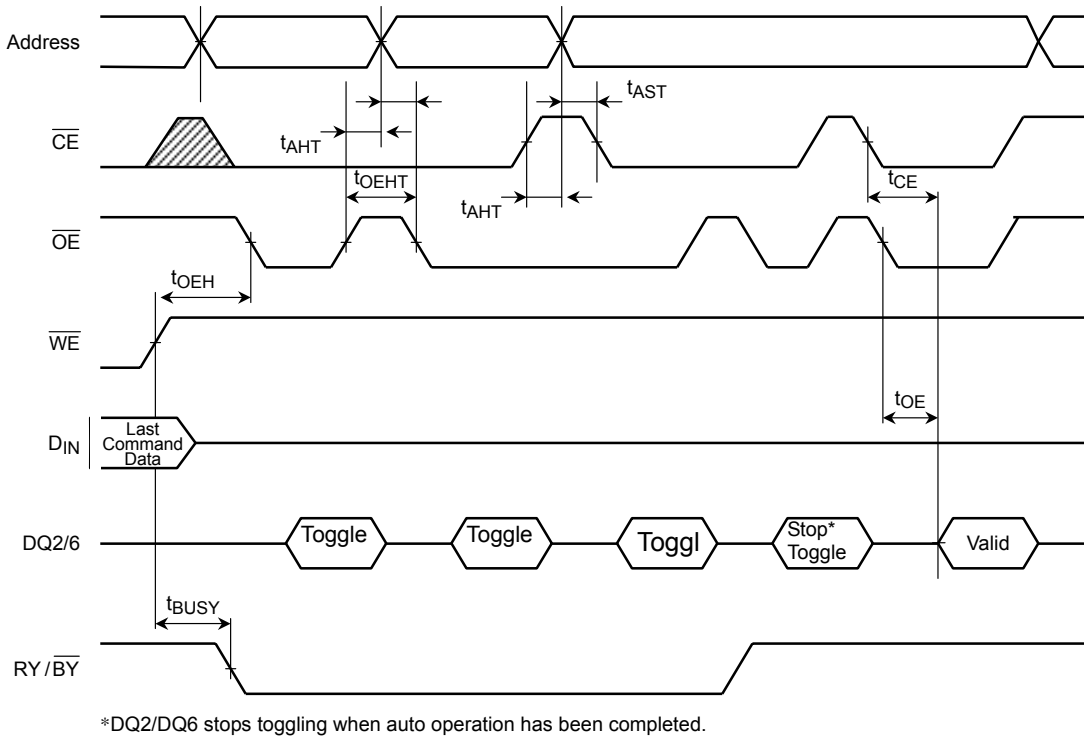 Address
tAST
CE
tAHT
tCE
tOEHT
tAHT
OE
tOEH
WE
tOE
DIN
Last
Command
Data
DQ2/6
Toggle
Toggle
Toggl
Stop*
Toggle
Valid
tBUSY
RY/BY
*DQ2/DQ6 stops toggling when auto operation has been completed.